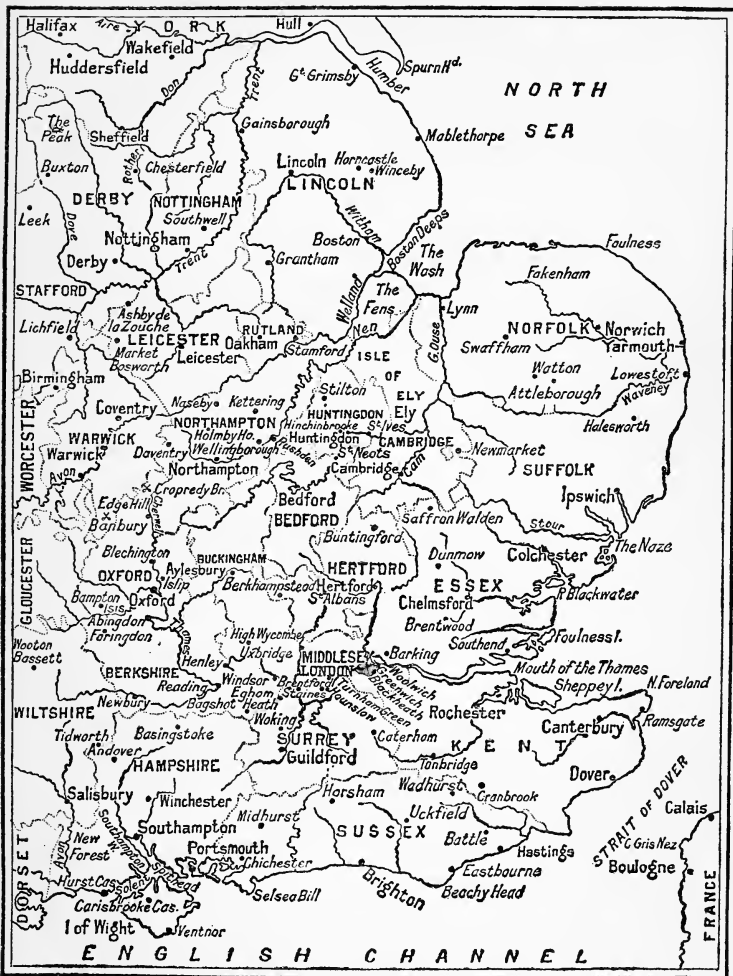 Halifax Aire YORK Hull
Wakefield
Huddersfield
Don
Trent
Gt. Grimsby Humber Spurn Hd.
NORTH
SEA
The Peak
Sheffield
Gainsborough
Mablethorpe
Buxton
Rother
Chesterfield
Lincoln Horncastle
Winceby
LINCOLN
DERBY
NOTTINGHAM
Southwell
Leek
Dove
Nottingham
Boston
Witham
Boston Deeps
The Wash
Foulness
Derby
Trent
Grantham
Fakenham
STAFFORD
Welland
The Fens
Lynn
Ashby de la Zouche
Lichfield
LEICESTER
RUTLAND
Oakham
Nen
G. Ouse
NORFOLK Norwich
Yarmouth
Swaffham
Market Bosworth
Leicester
Stamford
ISLE
OF
ELY
Ely
Watton
Attleborough
Lowestoft
Waveney
Birmingham
Stilton
Naseby Kettering
Coventry
HUNTINGDON
Hinchinbrooke St. Ives
NORTHAMPTON
Holmby Ho.
Halesworth
WORCESTER
WARWICK
Warwick
Daventry
Wellingborough
Rushden
Huntingdon
St. Neots
CAMBRIDGE
Newmarket
Northampton
Cambridge
Cam
SUFFOLK
Avon
Cropredy Br.
Edge Hill
Banbury
Cherwell
Bedford
BEDFORD
Saffron Walden
Ipswich
Stour
The Naze
Buntingford
Blechington
BUCKINGHAM
Dunmow
Colchester
GLOUCESTER
OXFORD
Islip
Aylesbury
Berkhampstead
HERTFORD
Hertford
St. Albans
ESSEX
R. Blackwater
Bampton
Isis
Oxford
Chelmsford
Abingdon
Faringdon
Thames
High Wycombe
Uxbridge
Brentwood
Southend
Foulness I.
Wooton Bassett
Henley
MIDDLESEX
LONDON
Barking
Woolwich
Greenwich
Blackheath
Mouth of the Thames
BERKSHIRE
Reading
Windsor
Brentford
Egham
Staines
Turnham Green
Hounslow
Sheppey I.
N. Foreland
Newbury
Bagshot Heath
Rochester
Ramsgate
WILTSHIRE
Woking
Canterbury
Tidworth
Basingstoke
Andover
SURREY
Guildford
Caterham
KENT
Tonbridge
HAMPSHIRE
Dover
Salisbury
Winchester
Horsham
Wadhurst
Cranbrook
STRAIT OF DOVER
Midhurst
Uckfield
Calais
Southampton
SUSSEX
Battle
C. Gris Nez
New Forest
Southampton W.
Portsmouth
Chichester
Hastings
Boulogne
DORSET
Avon
Hurst Cas.
Solent
Spithead
Selsea Bill
Brighton
Eastbourne
Beachy Head
Carisbrooke Cas.
I of Wight
Ventnor
FRANCE
ENGLISH CHANNEL